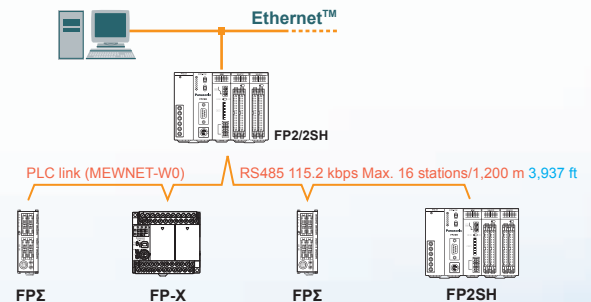 Ethernet™
Panasonic
FP2/2SH
PLC link (MEWNET-W0) RS485 115.2 kbps Max. 16 stations/1,200 m 3,937 ft
FPΣ FP-X FPΣ FP2SH